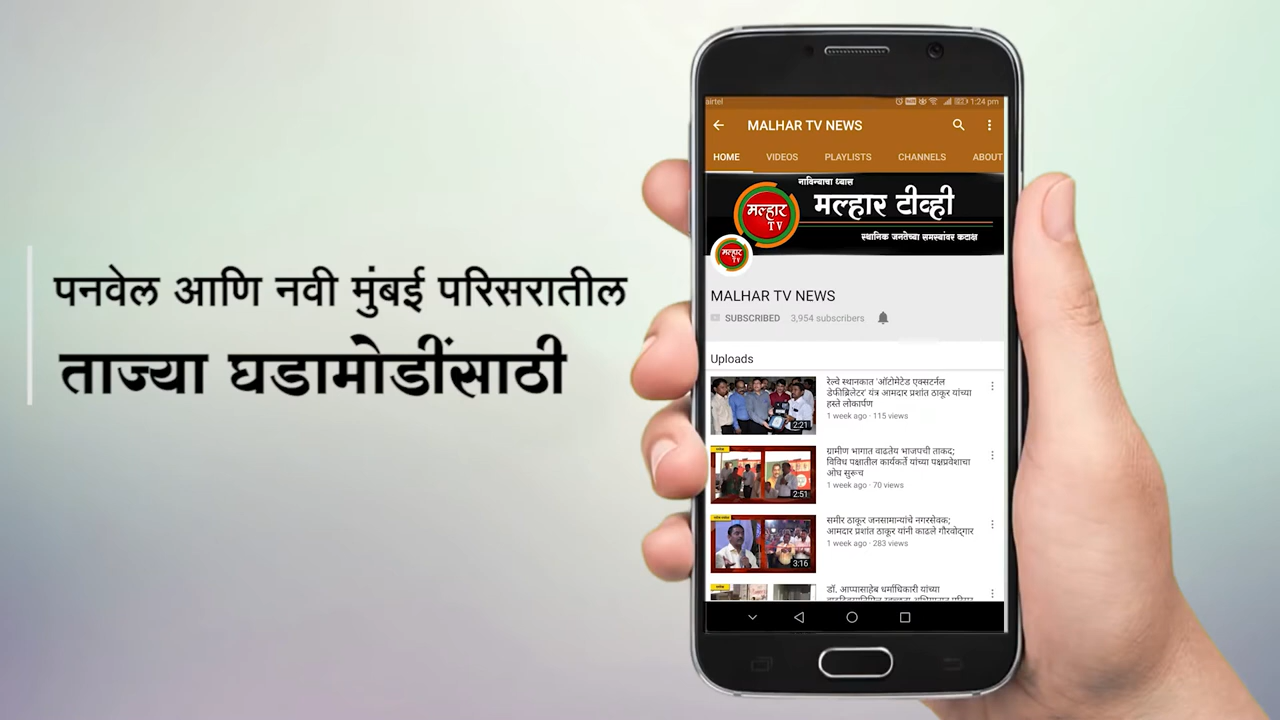 पनवेल आणि नवी मुंबई परिसरातील
ताज्या घडामोडींसाठी
airtel
1:24 pm
MALHAR TV NEWS
HOME VIDEOS PLAYLISTS CHANNELS ABOUT
नाविन्याचा ध्यास
मल्हार टीव्ही
मल्हार
TV
स्थानिक जनतेच्या समस्यांवर कटाक्ष
मल्हार
TV
MALHAR TV NEWS
SUBSCRIBED 3,954 subscribers
Uploads
रेल्वे स्थानकात 'ऑटोमेटेड एक्सटर्नल
डेफीब्रिलेटर' यंत्र आमदार प्रशांत ठाकूर यांच्या
हस्ते लोकार्पण
1 week ago · 115 views
2:21
ग्रामीण भागात वाढतेय भाजपची ताकद;
विविध पक्षातील कार्यकर्ते यांच्या पक्षप्रवेशाचा
ओघ सुरूच
1 week ago · 70 views
2:51
समीर ठाकूर जनसामान्यांचे नगरसेवक;
आमदार प्रशांत ठाकूर यांनी काढले गौरवोद्गार
1 week ago · 283 views
3:16
डॉ. आप्पासाहेब धर्माधिकारी यांच्या